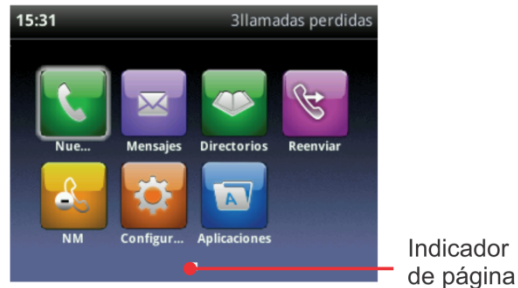 15:31 3llamadas perdidas
Nue... Mensajes Directorios Reenviar
NM Configur... Aplicaciones
A
Indicador
de página